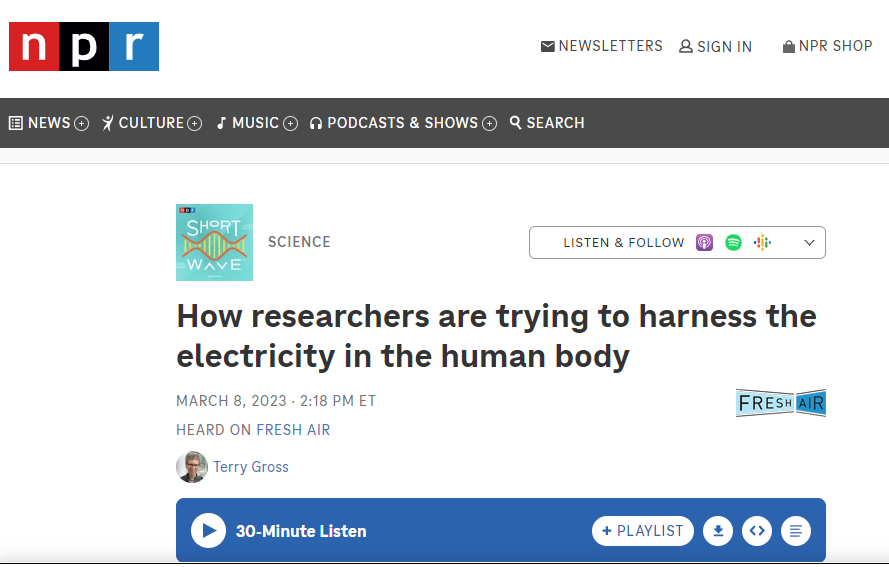 npr
NEWSLETTERS SIGN IN NPR SHOP
NEWS CULTURE MUSIC PODCASTS & SHOWS SEARCH
npr
SHORT
WAVE
SCIENCE
LISTEN & FOLLOW
How researchers are trying to harness the
electricity in the human body
MARCH 8, 2023 · 2:18 PM ET
FRESH AIR
HEARD ON FRESH AIR
Terry Gross
30-Minute Listen
+ PLAYLIST